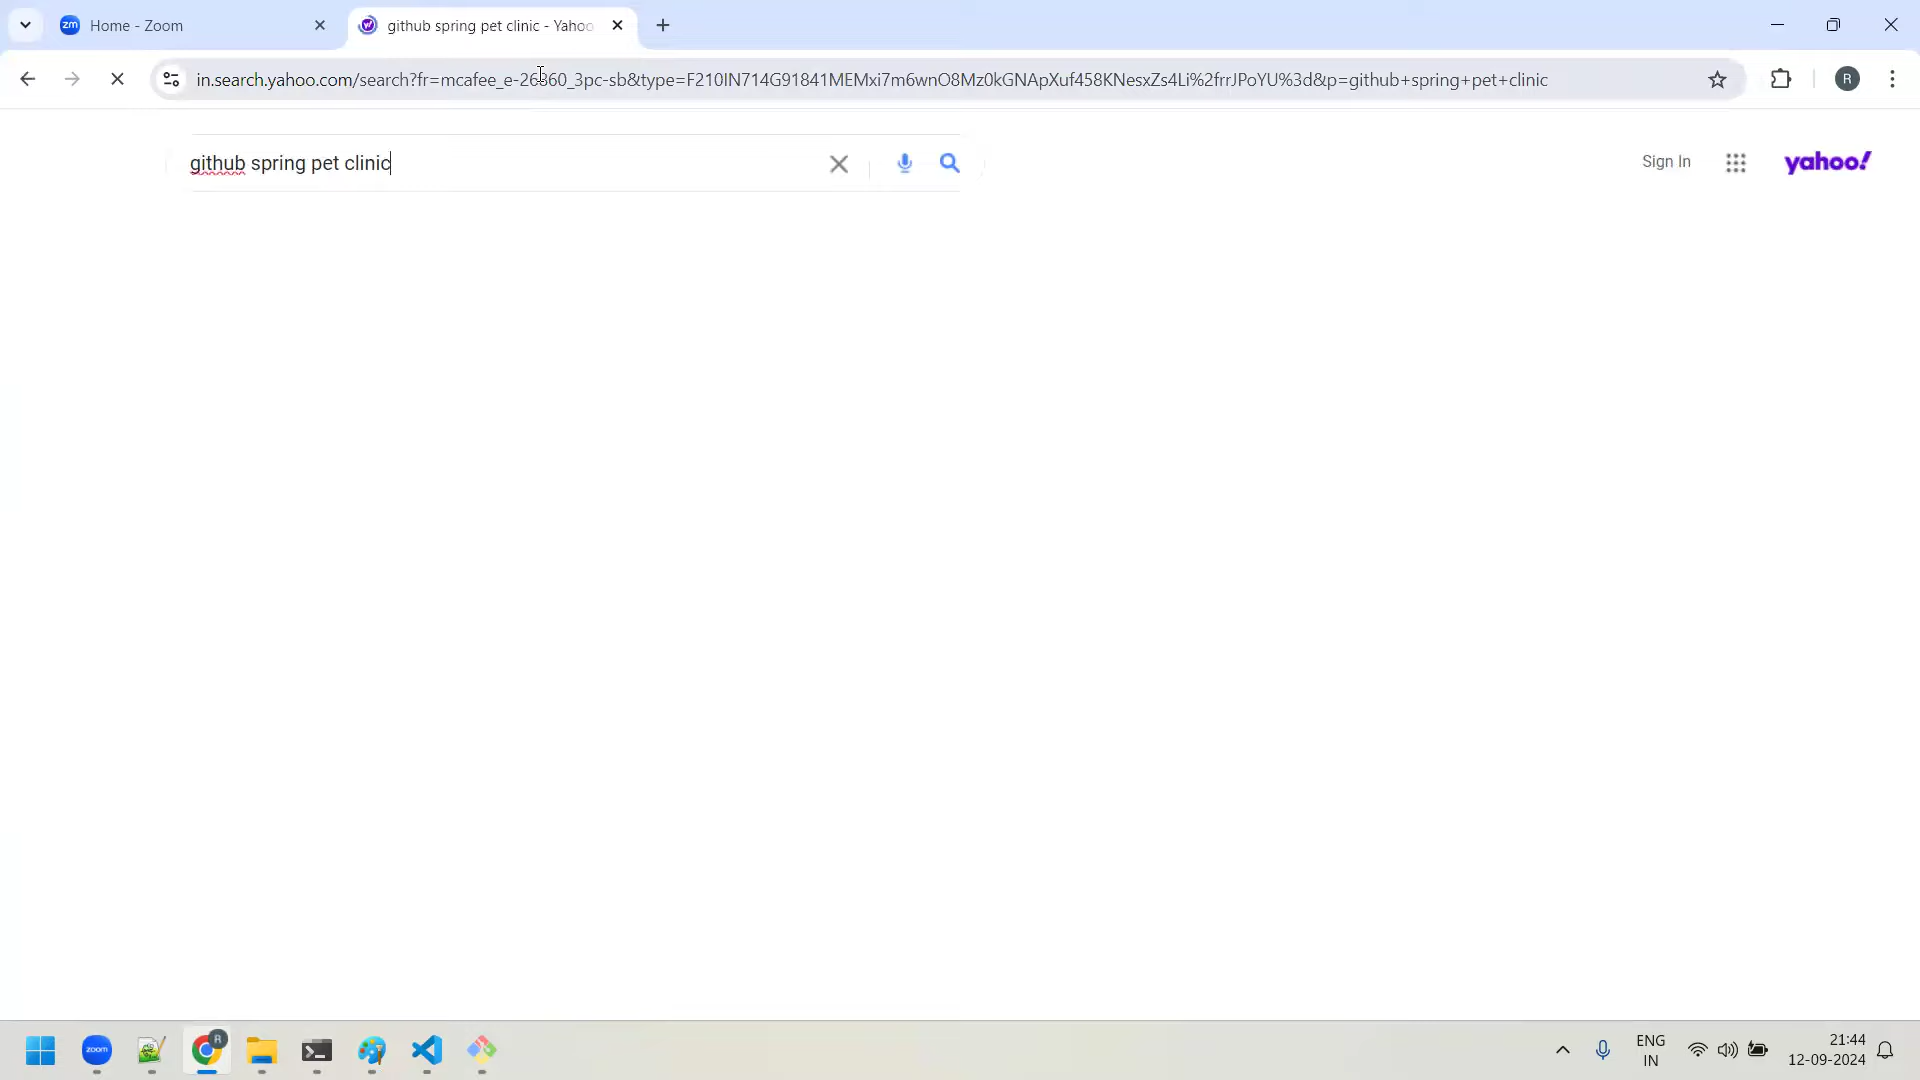 zm Home - Zoom
github spring pet clinic - Yahoo
in.search.yahoo.com/search?fr=mcafee_e-26860_3pc-sb&type=F210IN714G91841MEMxi7m6wnO8Mz0kGNApXuf458KNesxZs4Li%2frrJPoYU%3d&p=github+spring+pet+clinic
R
github spring pet clinic
Sign In
yahoo!
zoom
R
ENG
IN
21:44
12-09-2024